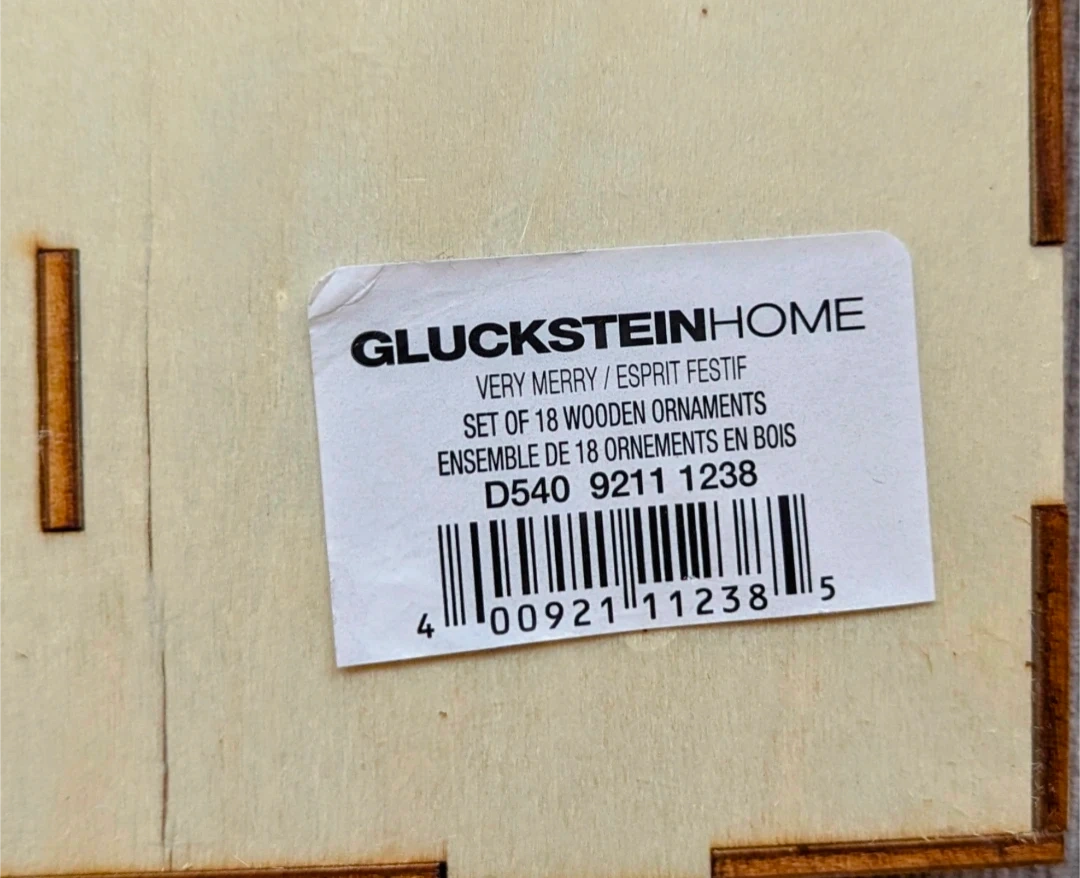 GLUCKSTEINHOME
VERY MERRY / ESPRIT FESTIF
SET OF 18 WOODEN ORNAMENTS
ENSEMBLE DE 18 ORNEMENTS EN BOIS
D540 9211 1238
4 00921 11238 5